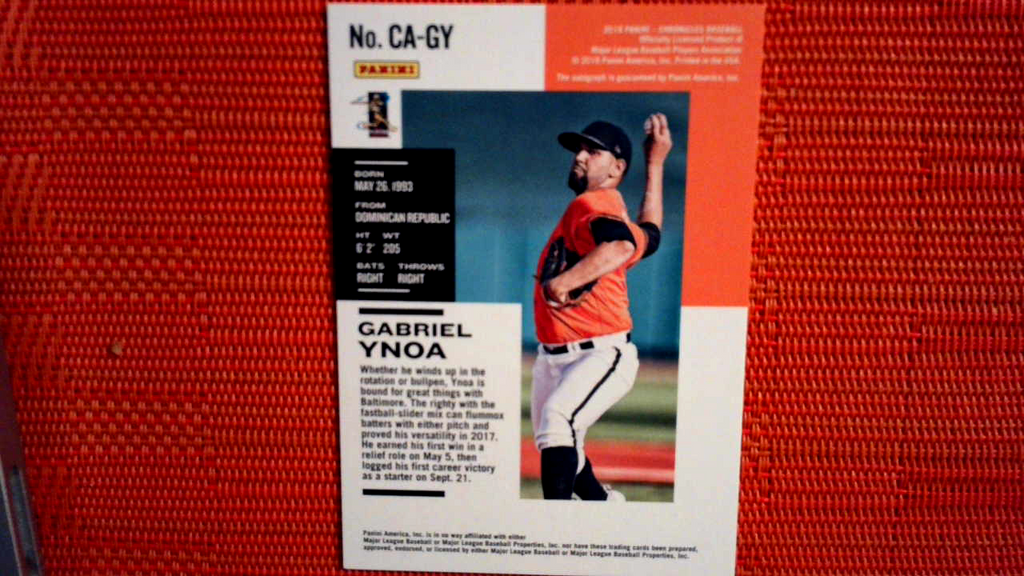 No. CA-GY
PANINI
2018 PANINI - CHRONICLES BASEBALL
Officially Licensed Product of
Major League Baseball Players Association
© 2018 Panini America, Inc. Printed in the USA.
The autograph is guaranteed by Panini America, Inc.
BORN
MAY 26, 1993
FROM
DOMINICAN REPUBLIC
HT WT
6' 2" 205
BATS THROWS
RIGHT RIGHT
GABRIEL
YNOA
Whether he winds up in the
rotation or bullpen, Ynoa is
bound for great things with
Baltimore. The righty with the
fastball-slider mix can flummox
batters with either pitch and
proved his versatility in 2017.
He earned his first win in a
relief role on May 5, then
logged his first career victory
as a starter on Sept. 21.
Panini America, Inc. is in no way affiliated with either
Major League Baseball or Major League Baseball Properties, Inc. nor have these trading cards been prepared,
approved, endorsed, or licensed by either Major League Baseball or Major League Baseball Properties, Inc.